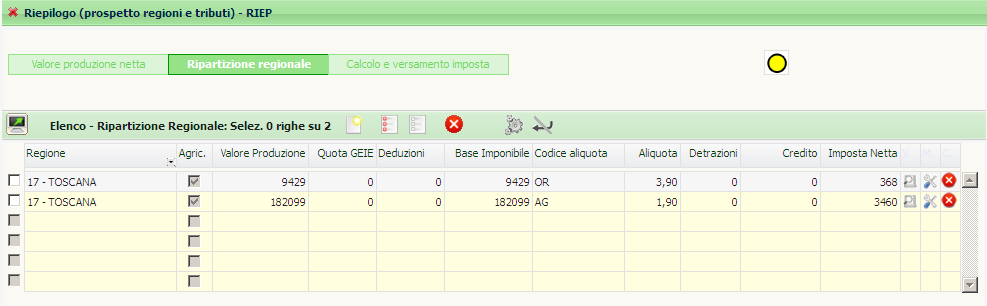 Riepilogo (prospetto regioni e tributi) - RIEP
Valore produzione netta Ripartizione regionale Calcolo e versamento imposta
Elenco - Ripartizione Regionale: Selez. 0 righe su 2
Regione Agric. Valore Produzione Quota GEIE Deduzioni Base Imponibile Codice aliquota Aliquota Detrazioni Credito Imposta Netta V. M. C.
17 - TOSCANA 9429 0 0 9429 OR 3,90 0 0 368
17 - TOSCANA 182099 0 0 182099 AG 1,90 0 0 3460